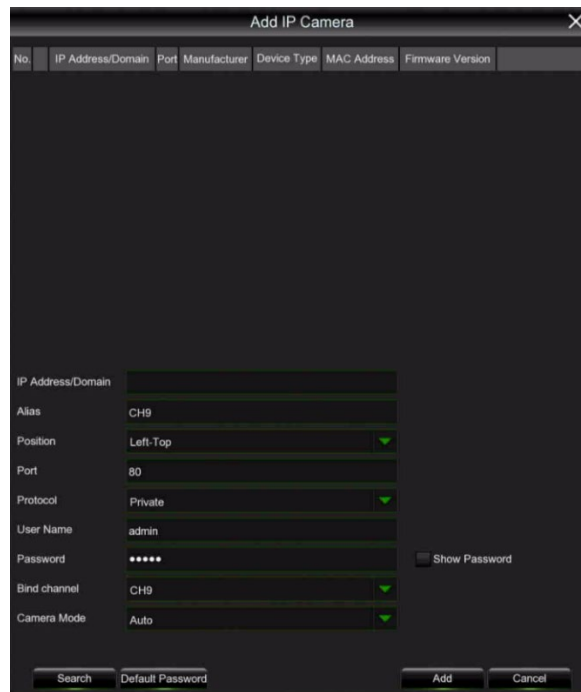 Add IP Camera X
No. IP Address/Domain Port Manufacturer Device Type MAC Address Firmware Version
IP Address/Domain
Alias CH9
Position Left-Top
Port 80
Protocol Private
User Name admin
Password ••••• Show Password
Bind channel CH9
Camera Mode Auto
Search Default Password Add Cancel